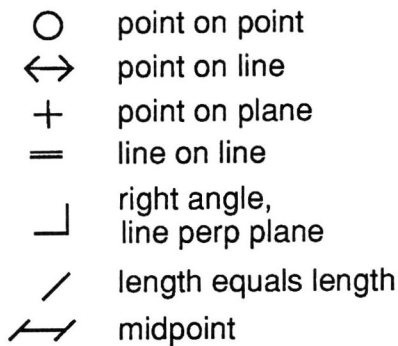 point on point
point on line
point on plane
line on line
right angle,
line perp plane
length equals length
midpoint